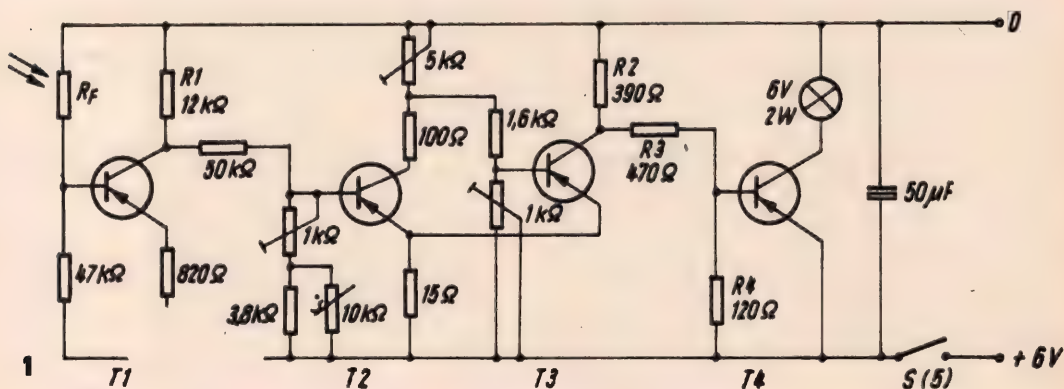 0
RF
R1
12kΩ
5kΩ
R2
390Ω
6V
2W
50kΩ
100Ω
1,6kΩ
R3
470Ω
50µF
1kΩ
1kΩ
47kΩ
820Ω
3,8kΩ
10kΩ
15Ω
R4
120Ω
1
T1
T2
T3
T4
S(5)
+6V